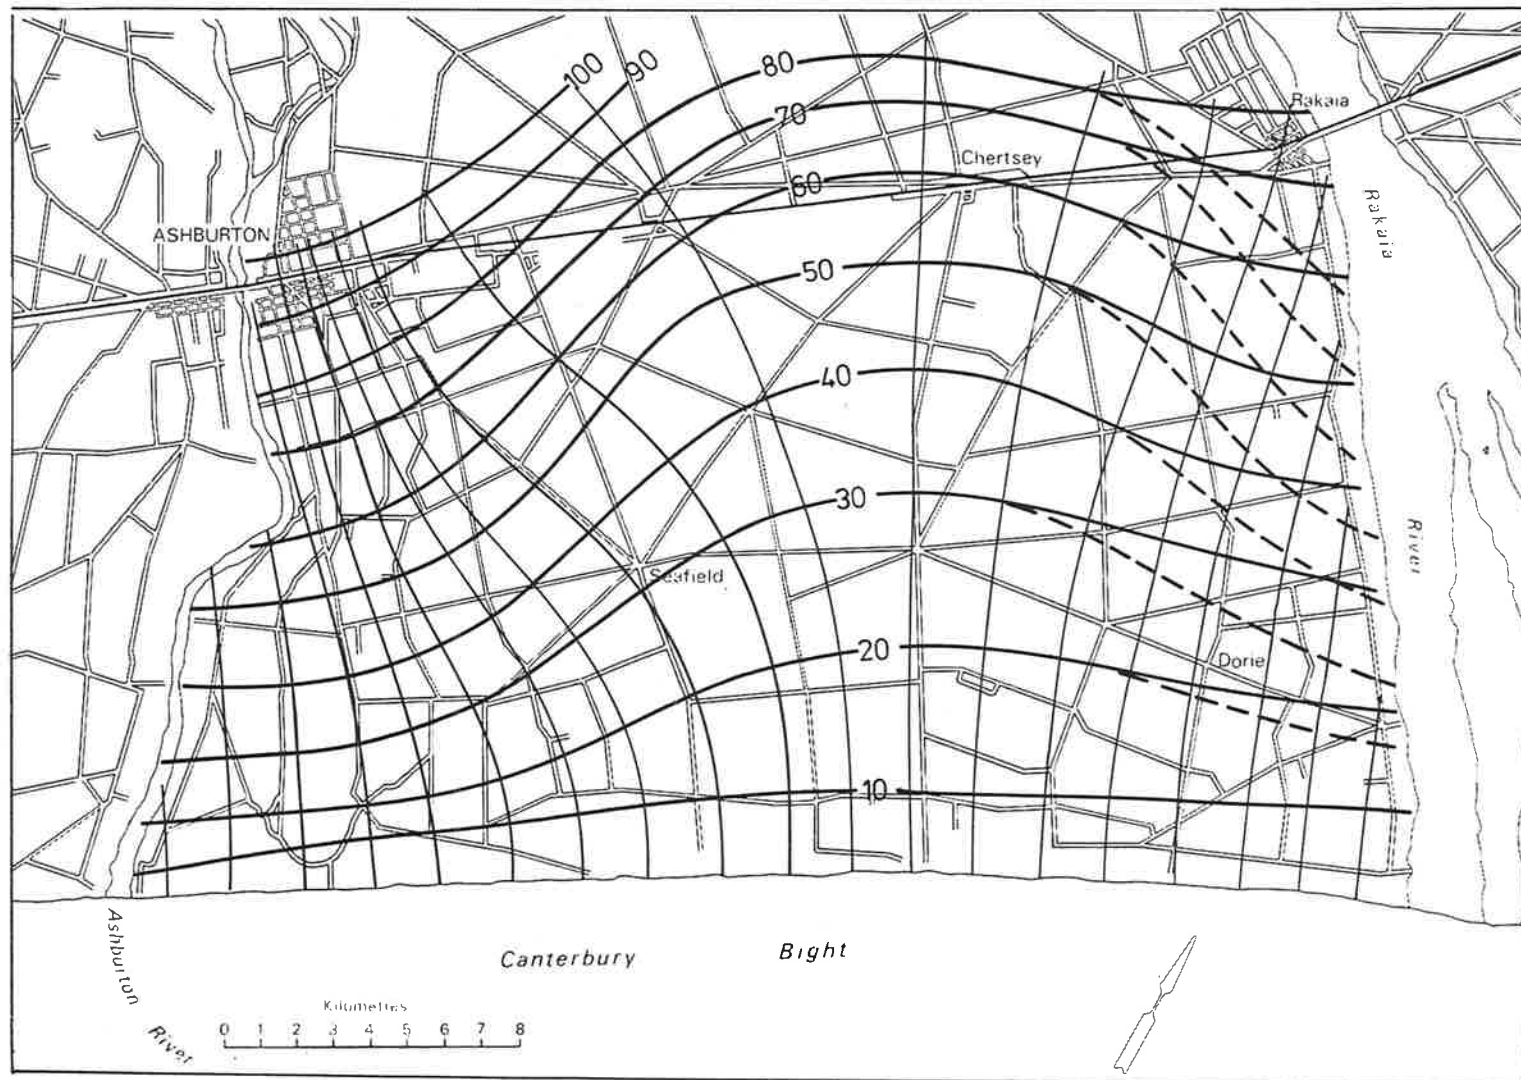 100
90
80
70
60
50
40
30
20
10
Rakaia
Chertsey
ASHBURTON
Rakaia
River
Seafield
Dorie
Ashburton
River
Canterbury Bight
Kilometres
0 1 2 3 4 5 6 7 8